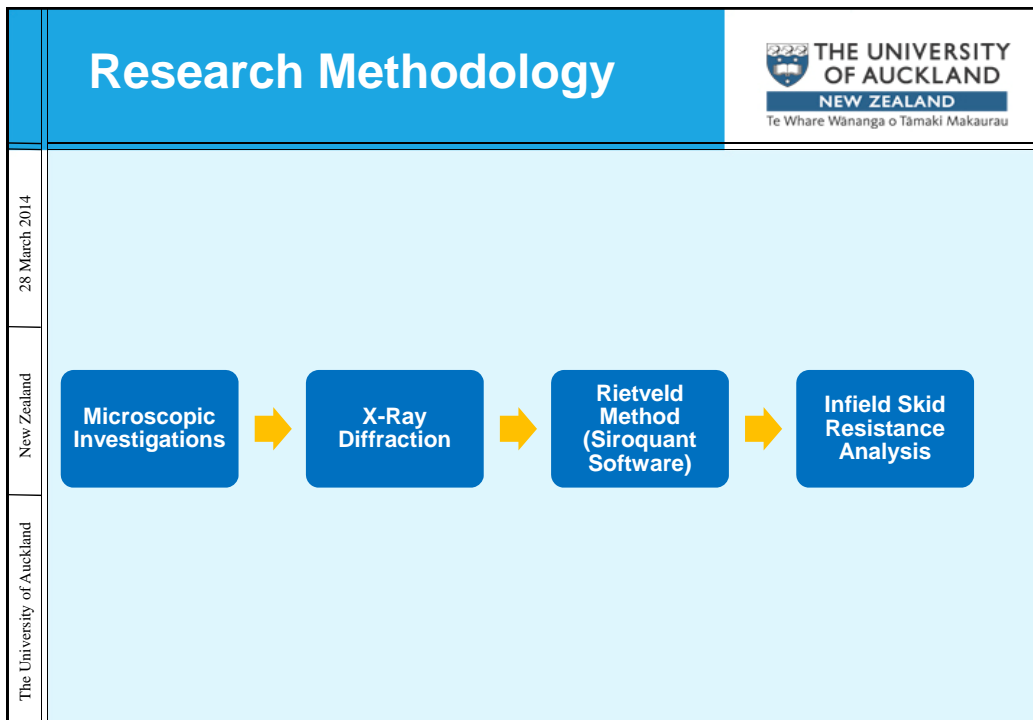 Research Methodology
THE UNIVERSITY
OF AUCKLAND
NEW ZEALAND
Te Whare Wānanga o Tāmaki Makaurau
28 March 2014
New Zealand
The University of Auckland
Microscopic
Investigations
X-Ray
Diffraction
Rietveld
Method
(Siroquant
Software)
Infield Skid
Resistance
Analysis